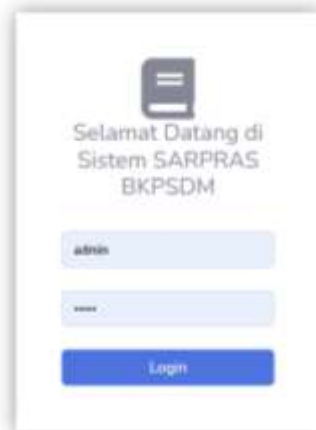 Selamat Datang di
Sistem SARPRAS
BKPSDM
admin
•••••
Login